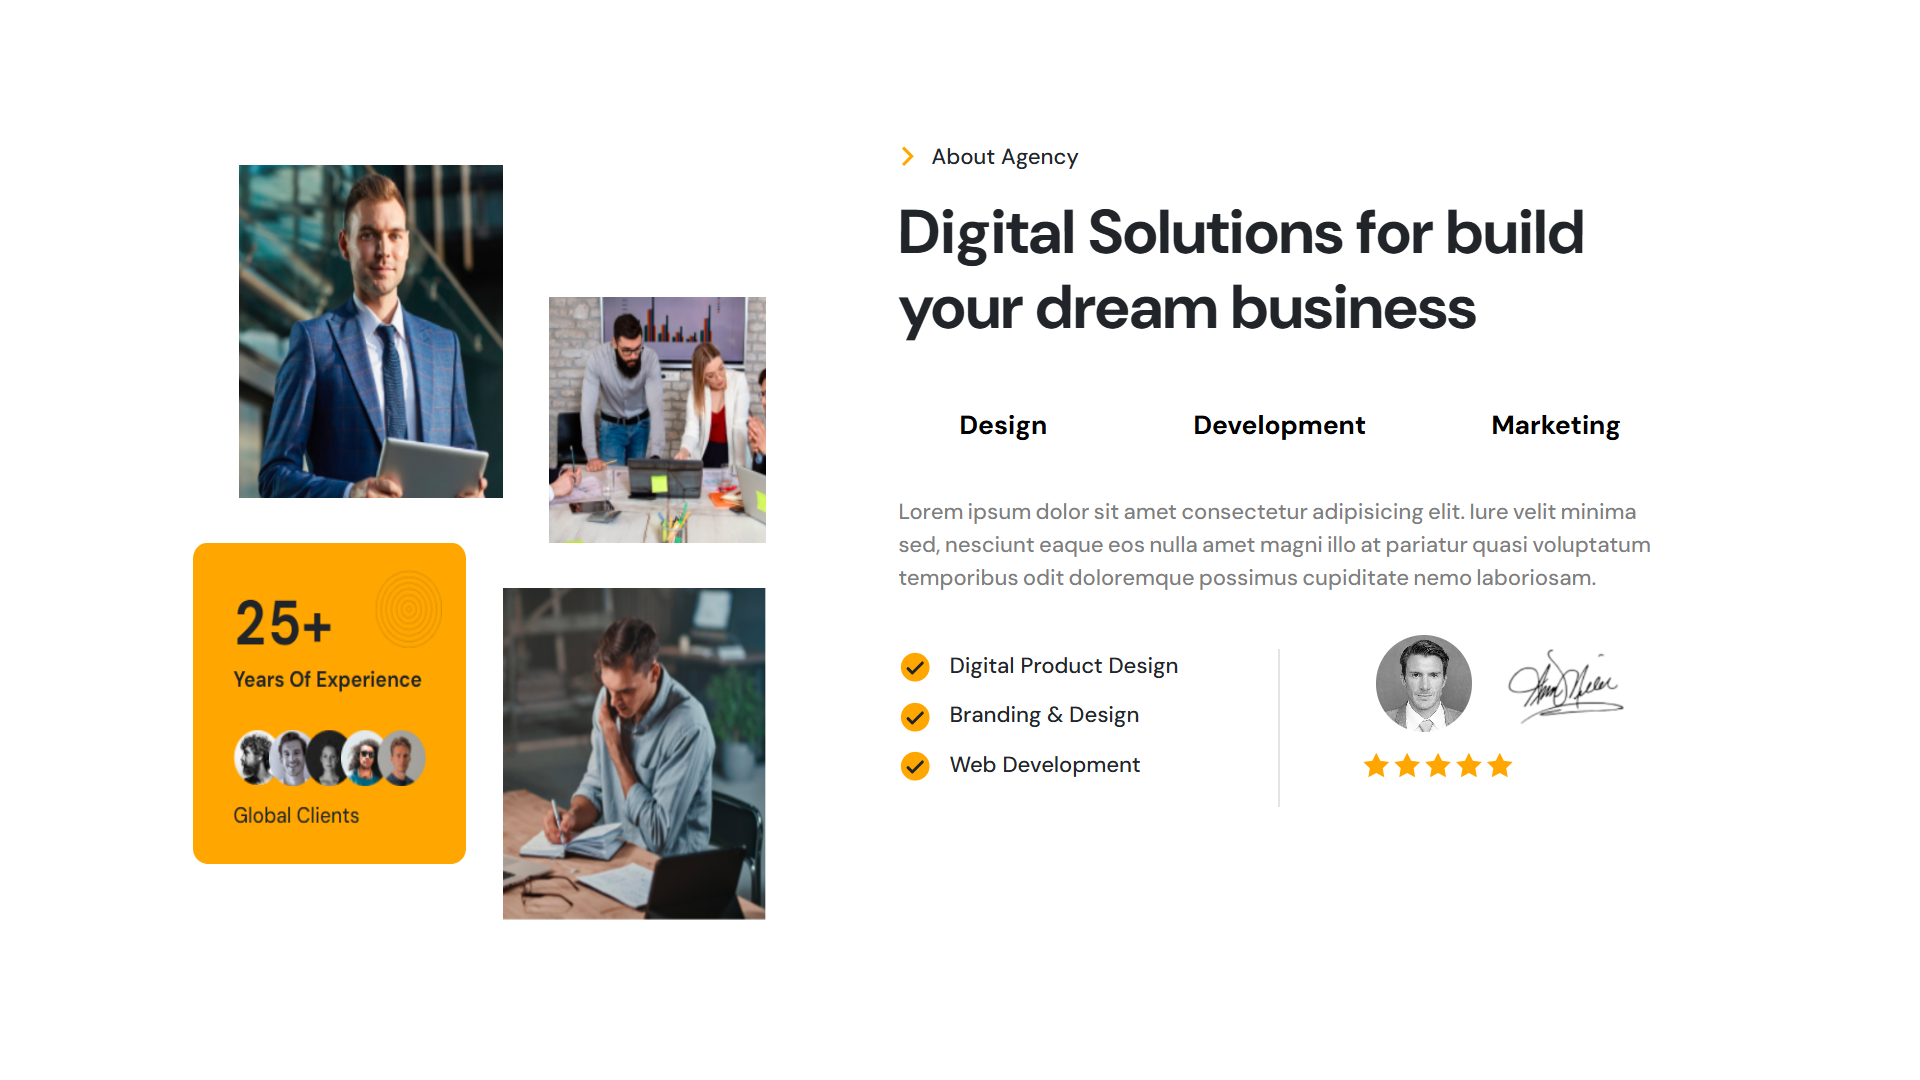 About Agency
Digital Solutions for build
your dream business
Design
Development
Marketing
Lorem ipsum dolor sit amet consectetur adipisicing elit. Iure velit minima
sed, nesciunt eaque eos nulla amet magni illo at pariatur quasi voluptatum
temporibus odit doloremque possimus cupiditate nemo laboriosam.
Digital Product Design
Branding & Design
Web Development
25+
Years Of Experience
Global Clients